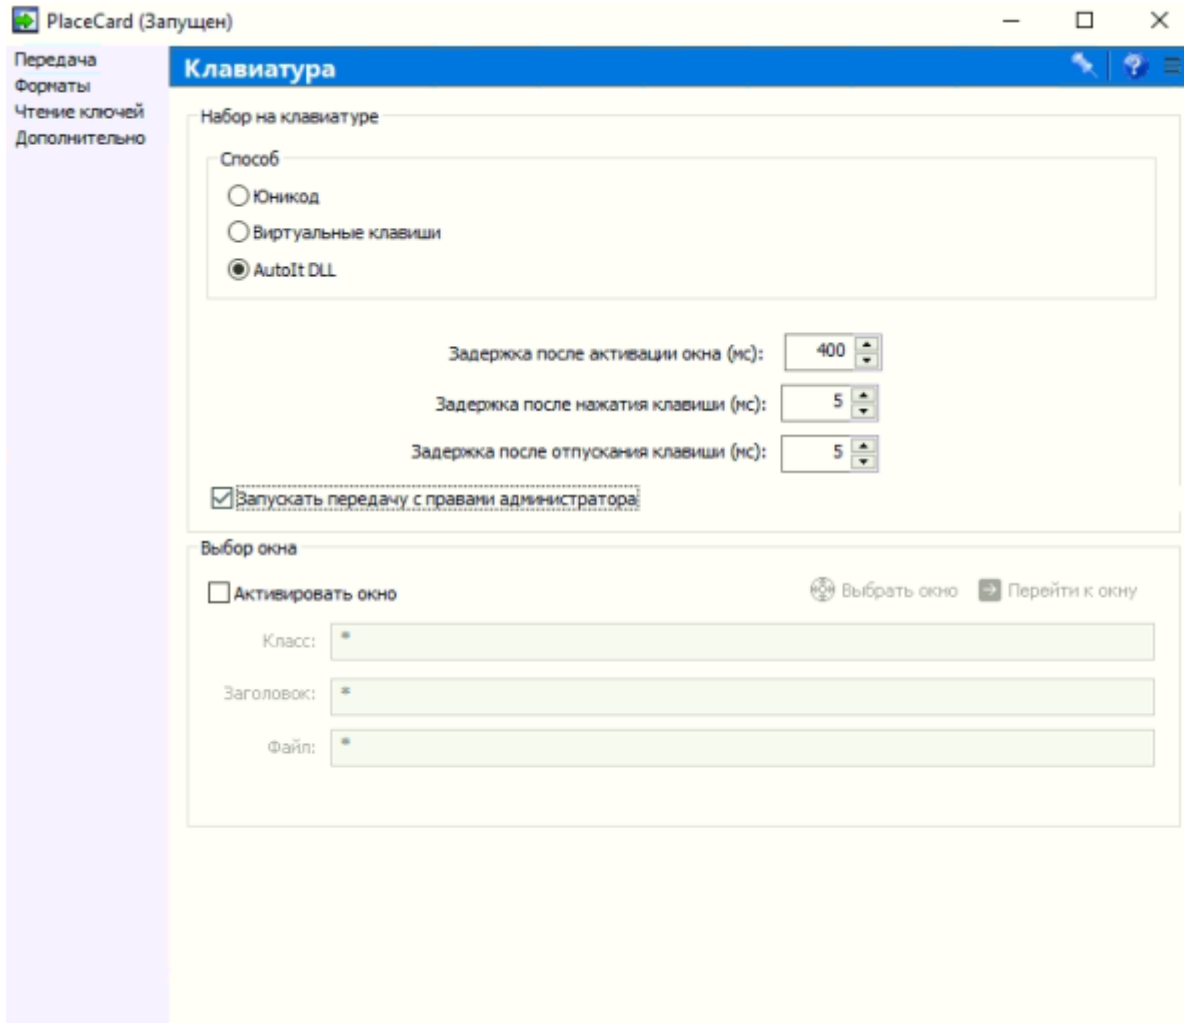 PlaceCard (Запущен)
Передача
Форматы
Чтение ключей
Дополнительно
Клавиатура
Набор на клавиатуре
Способ
Юникод
Виртуальные клавиши
AutoIt DLL
Задержка после активации окна (мс): 400
Задержка после нажатия клавиши (мс): 5
Задержка после отпускания клавиши (мс): 5
Запускать передачу с правами администратора
Выбор окна
Активировать окно Выбрать окно Перейти к окну
Класс: *
Заголовок: *
Файл: *